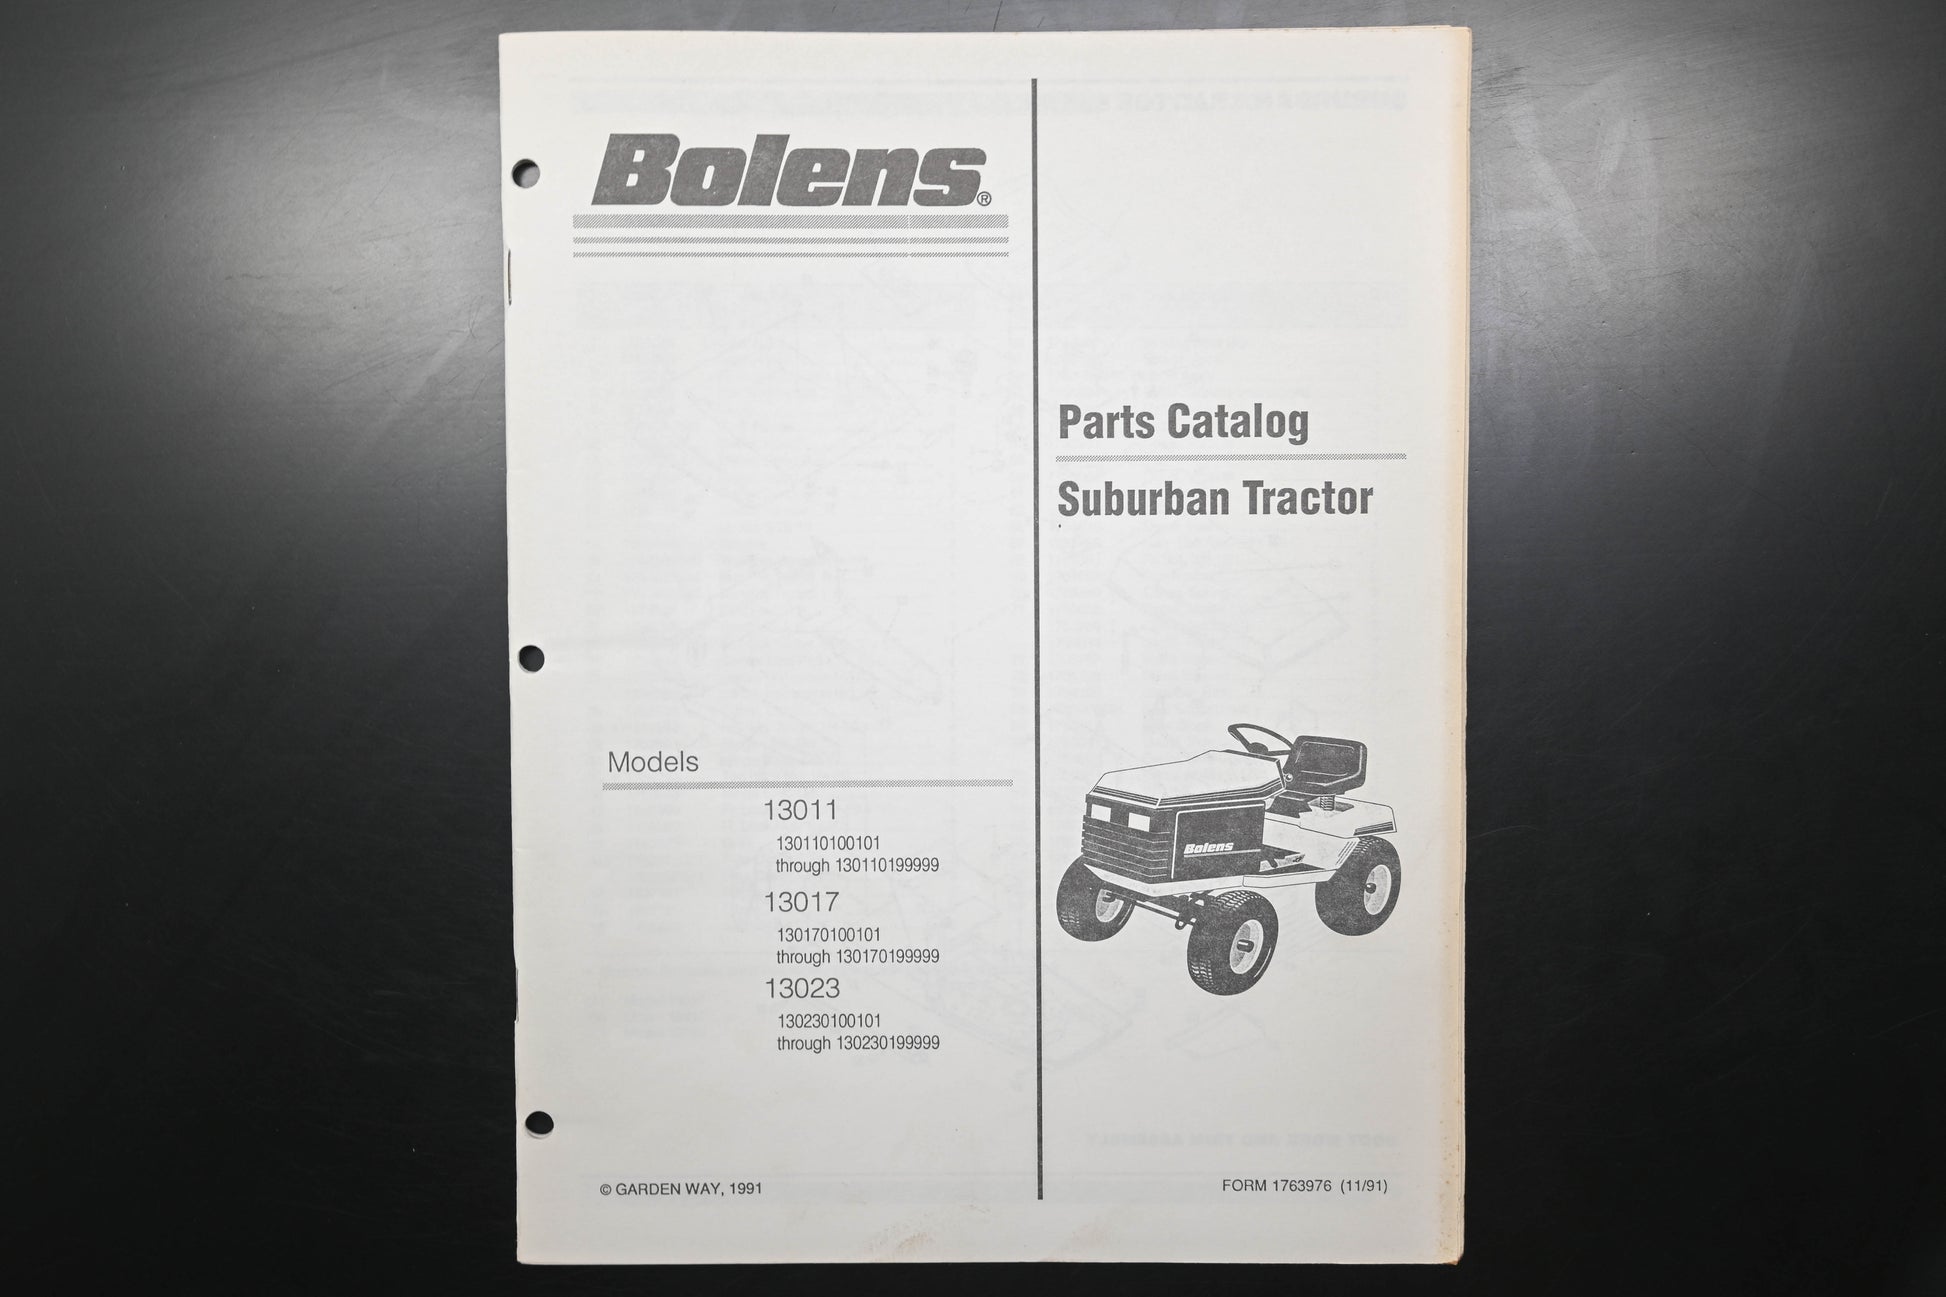 Bolens®
Parts Catalog
Suburban Tractor
Models
13011
130110100101
through 130110199999
13017
130170100101
through 130170199999
13023
130230100101
through 130230199999
Bolens
© GARDEN WAY, 1991
FORM 1763976 (11/91)